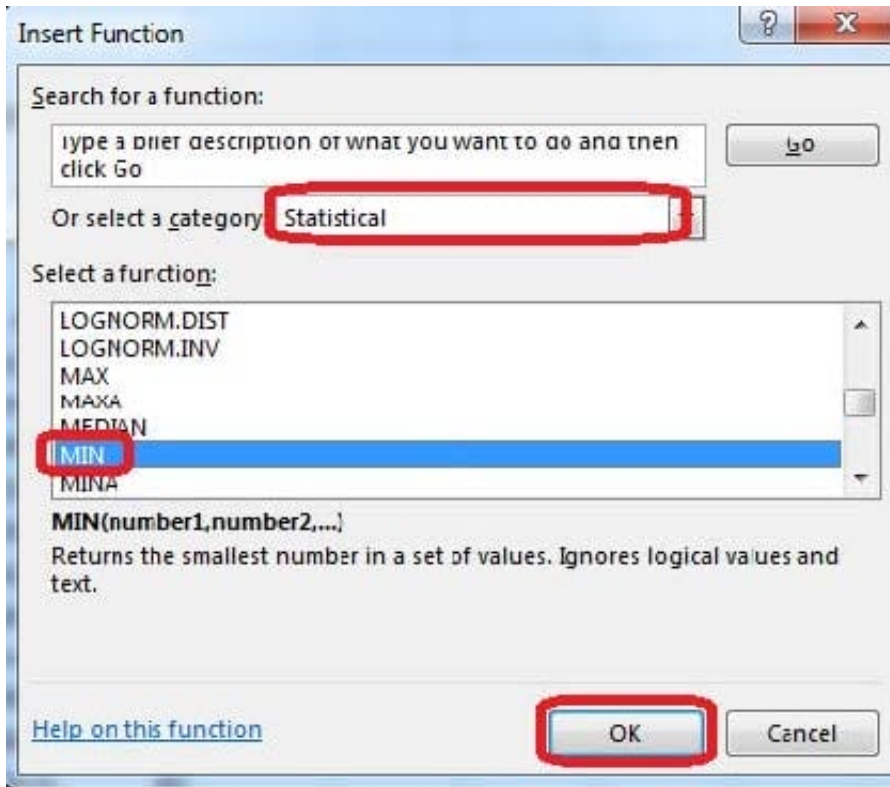 Insert Function
Search for a function:
Type a brief description of what you want to do and then
click Go
Go
Or select a category
Statistical
Select a function:
LOGNORM.DIST
LOGNORM.INV
MAX
MAXA
MEDIAN
MIN
MINA
MIN(number1,number2,...)
Returns the smallest number in a set of values. Ignores logical values and
text.
Help on this function
OK
Cancel